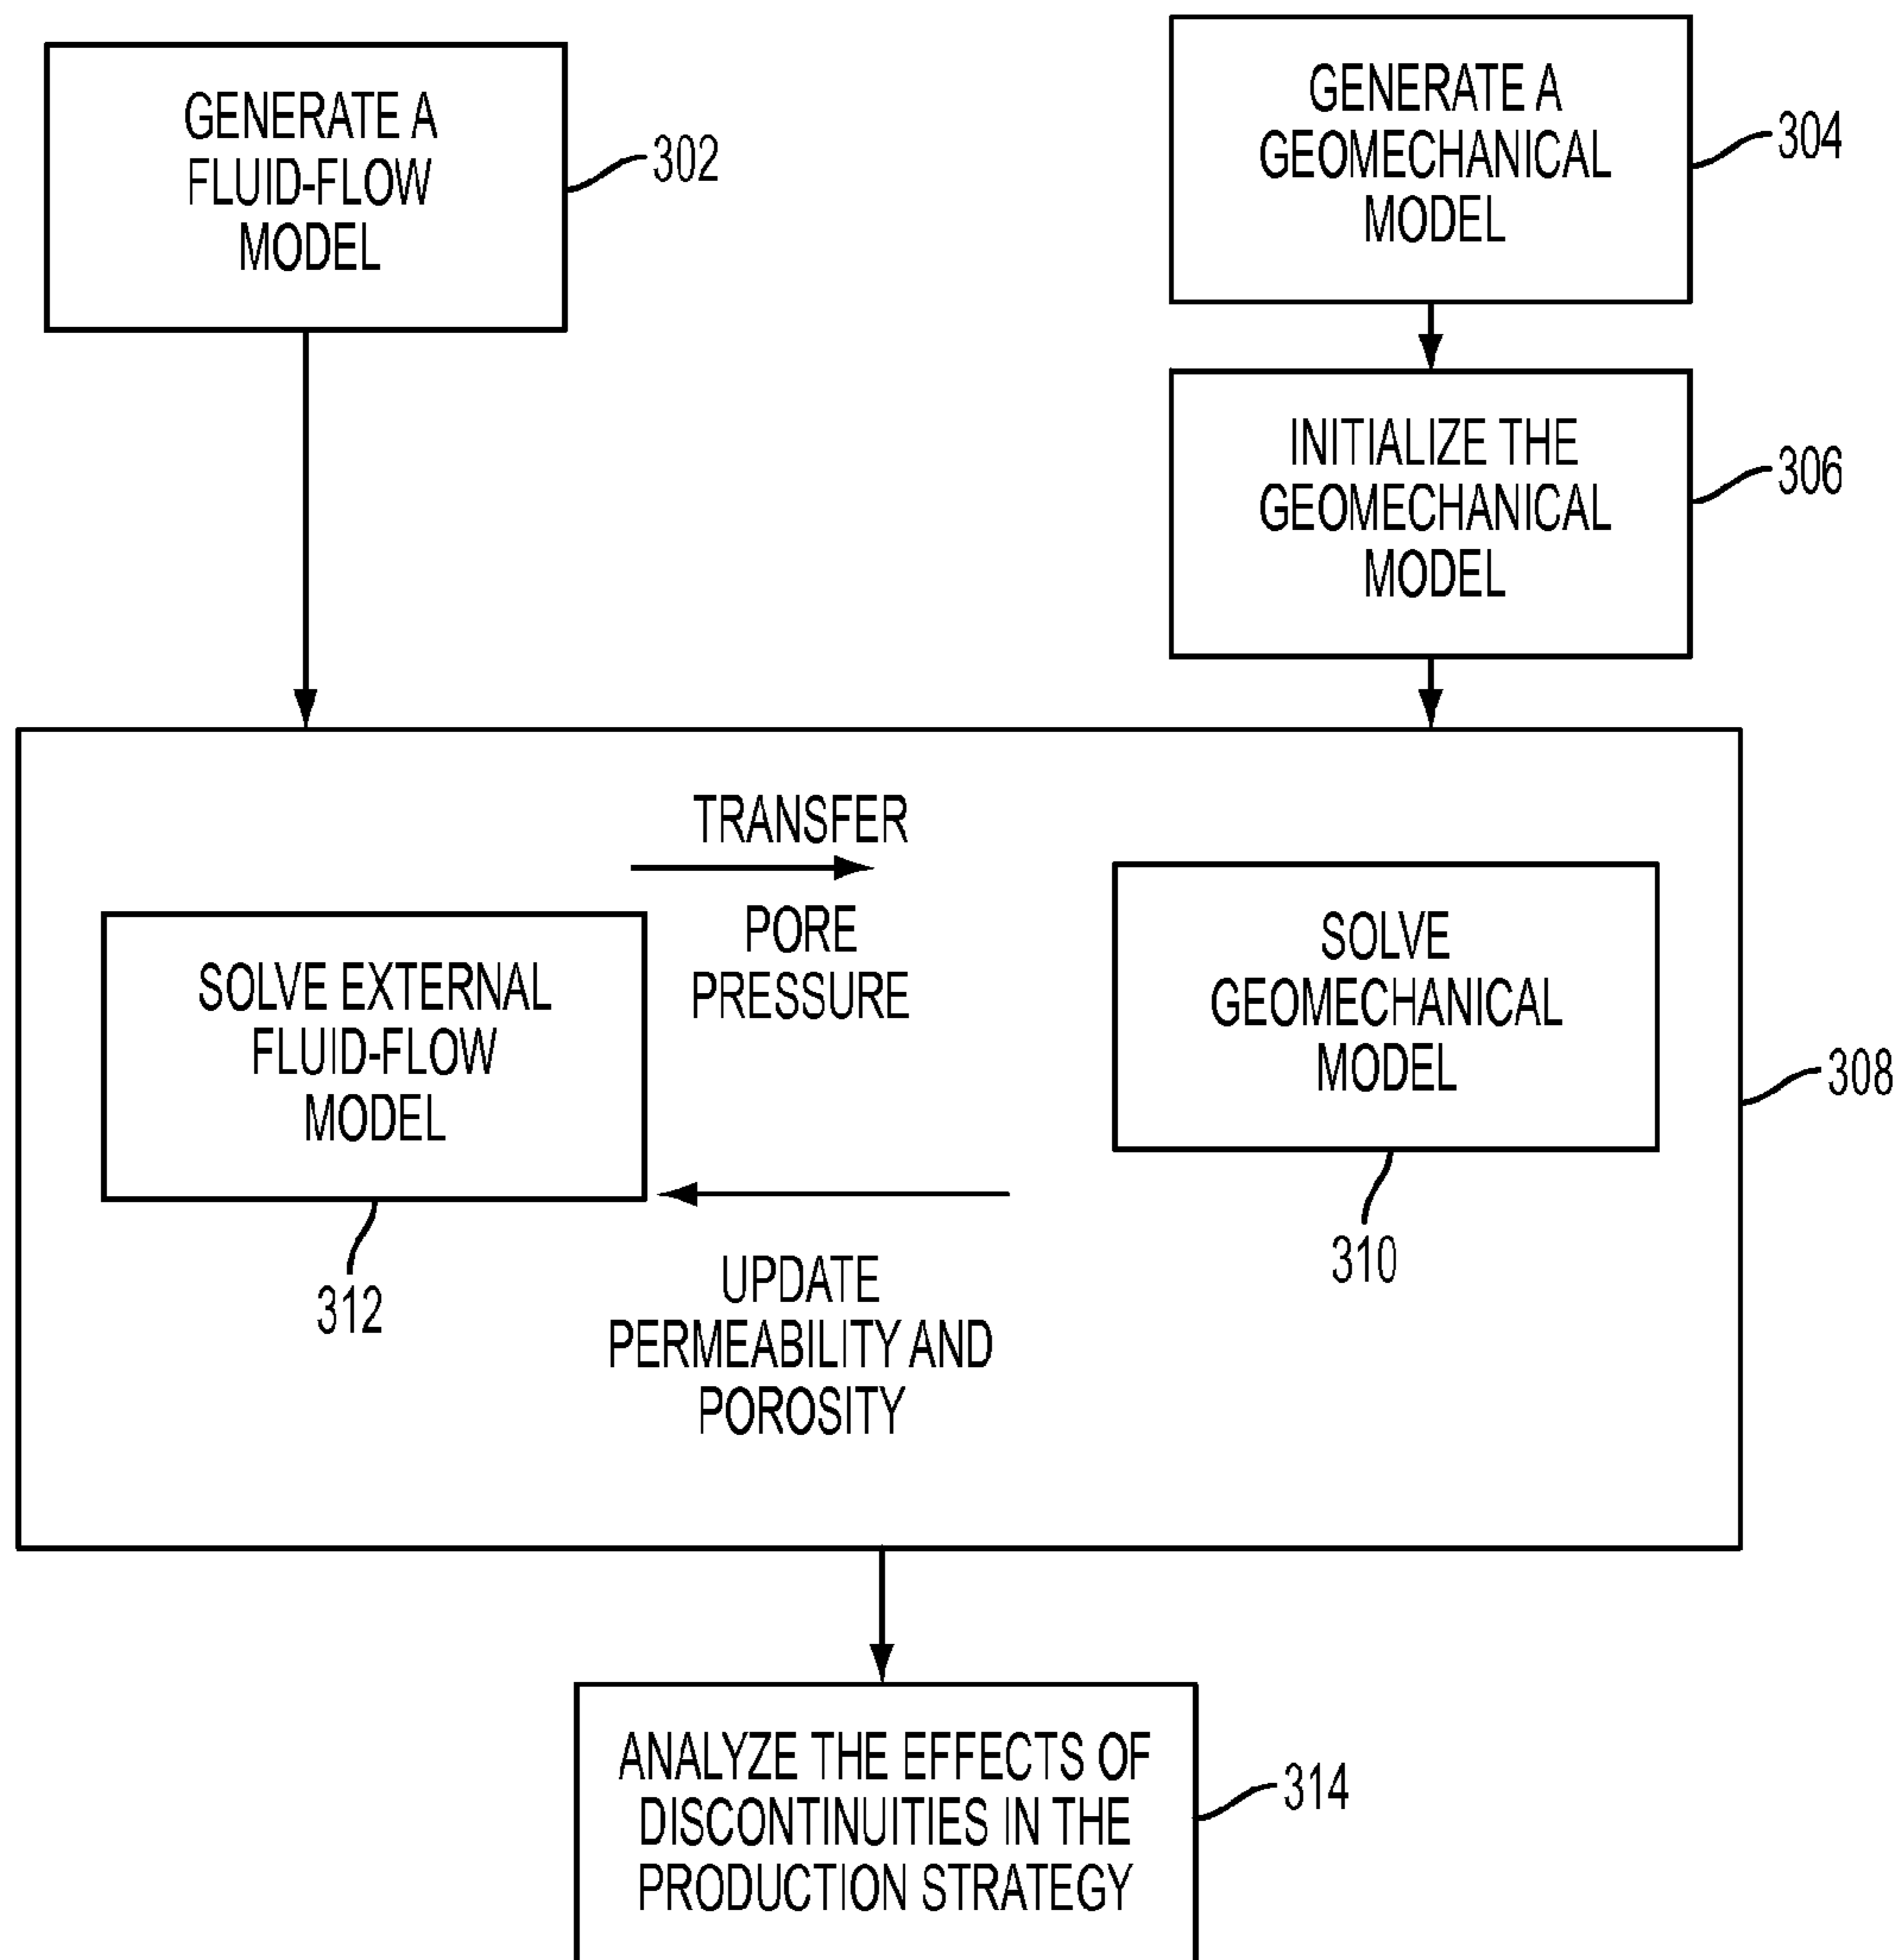 GENERATE A
FLUID-FLOW
MODEL
302
GENERATE A
GEOMECHANICAL
MODEL
304
INITIALIZE THE
GEOMECHANICAL
MODEL
306
TRANSFER
PORE
PRESSURE
SOLVE EXTERNAL
FLUID-FLOW
MODEL
312
SOLVE
GEOMECHANICAL
MODEL
310
308
UPDATE
PERMEABILITY AND
POROSITY
ANALYZE THE EFFECTS OF
DISCONTINUITIES IN THE
PRODUCTION STRATEGY
314